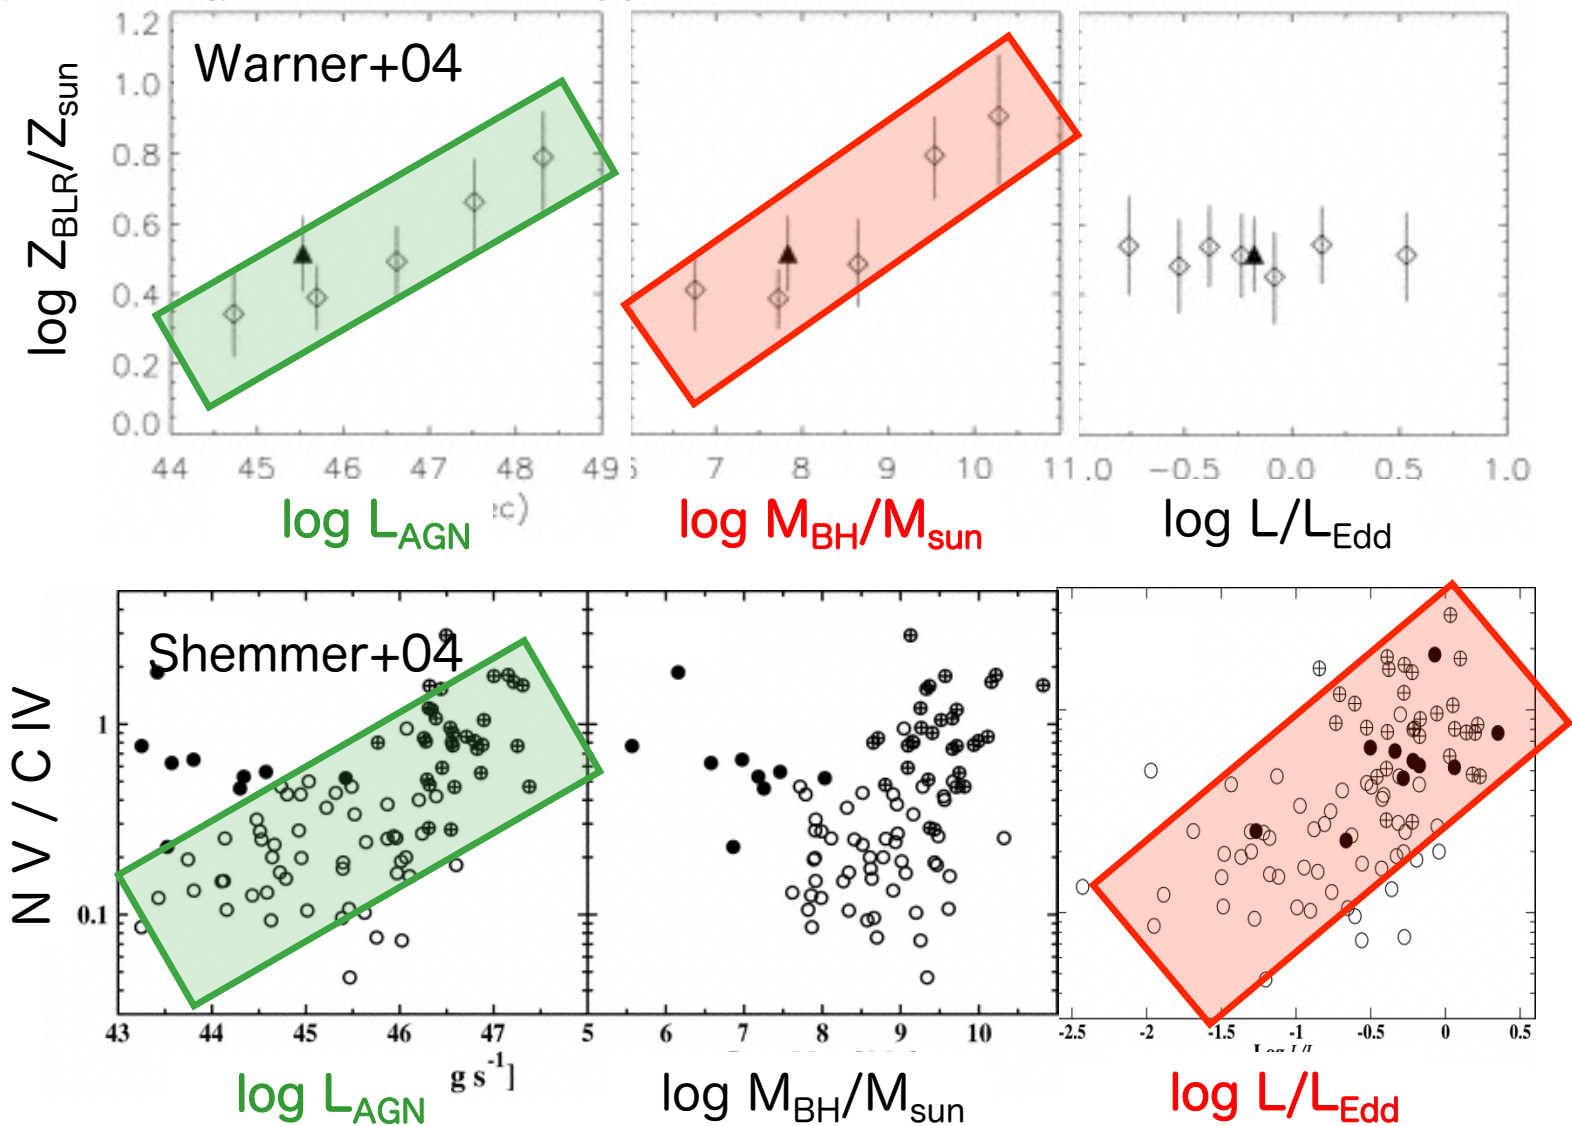 Warner+04
log Z_BLR/Z_sun
1.2
1.0
0.8
0.6
0.4
0.2
0.0
44 45 46 47 48 49
7 8 9 10 11
.0 −0.5 0.0 0.5 1.0
log L_AGN
log M_BH/M_sun
log L/L_Edd
Shemmer+04
N V / C IV
1
0.1
43 44 45 46 47 5
6 7 8 9 10
-2.5 -2 -1.5 -1 -0.5 0 0.5
g s^-1]
log L_AGN
log M_BH/M_sun
log L/L_Edd